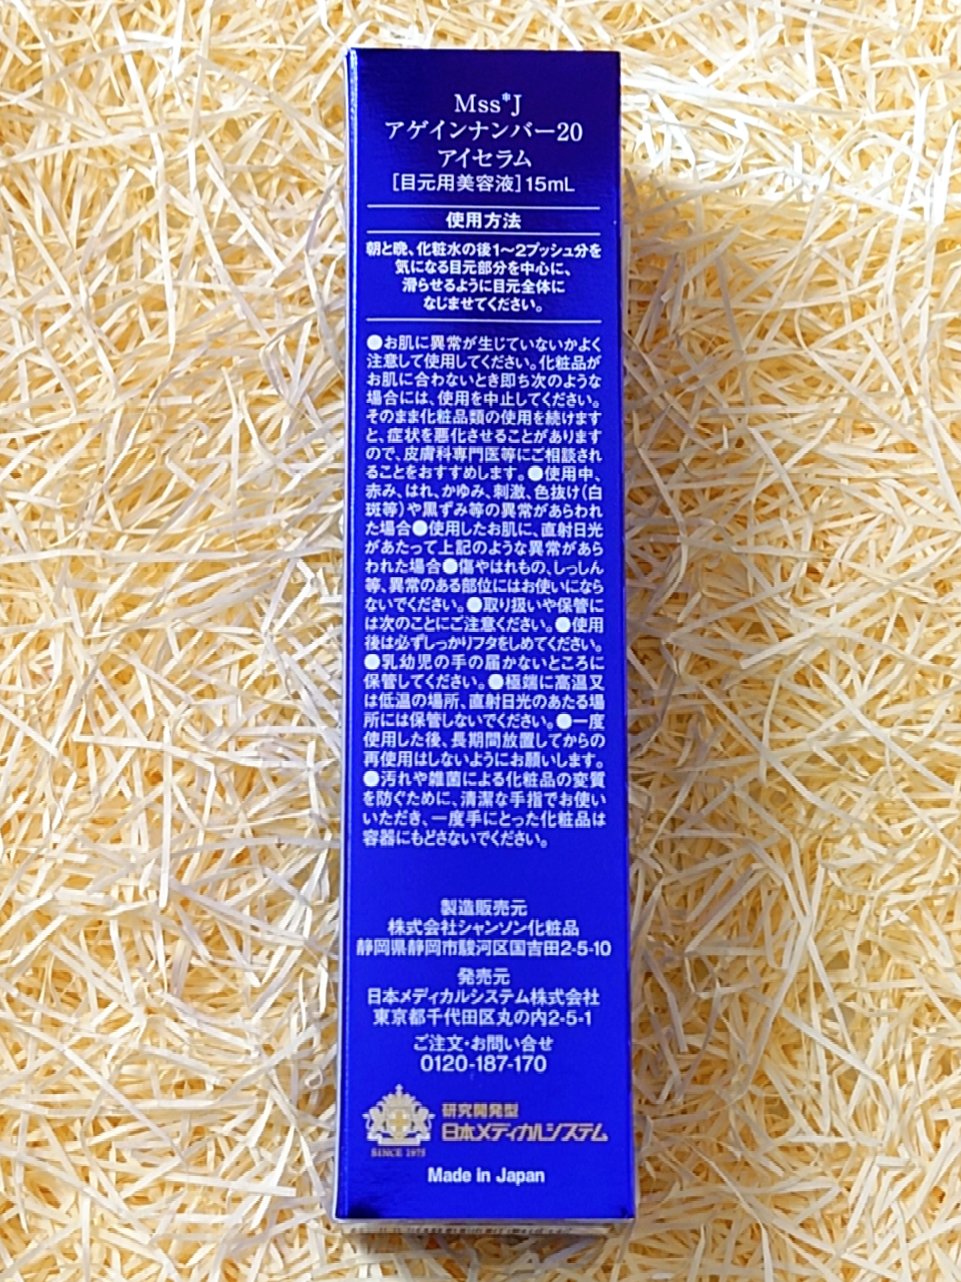 Mss*J
アゲインナンバー20
アイセラム
[目元用美容液]15mL
使用方法
朝と晩、化粧水の後1〜2プッシュ分を
気になる目元部分を中心に、
滑らせるように目元全体に
なじませてください。
●お肌に異常が生じていないかよく
注意して使用してください。化粧品が
お肌に合わないとき即ち次のような
場合には、使用を中止してください。
そのまま化粧品類の使用を続けます
と、症状を悪化させることがあります
ので、皮膚科専門医等にご相談され
ることをおすすめします。●使用中、
赤み、はれ、かゆみ、刺激、色抜け(白
斑等)や黒ずみ等の異常があらわれ
た場合●使用したお肌に、直射日光
があたって上記のような異常があら
われた場合●傷やはれもの、しっしん
等、異常のある部位にはお使いになら
ないでください。●取り扱いや保管に
は次のことにご注意ください。●使用
後は必ずしっかりフタをしめてください。
●乳幼児の手の届かないところに
保管してください。●極端に高温又
は低温の場所、直射日光のあたる場
所には保管しないでください。●一度
使用した後、長期間放置してからの
再使用はしないようにお願いします。
●汚れや雑菌による化粧品の変質
を防ぐために、清潔な手指でお使い
いただき、一度手にとった化粧品は
容器にもどさないでください。
製造販売元
株式会社シャンソン化粧品
静岡県静岡市駿河区国吉田2-5-10
発売元
日本メディカルシステム株式会社
東京都千代田区丸の内2-5-1
ご注文・お問い合せ
0120-187-170
研究開発型
日本メディカルシステム
SINCE 1975
Made in Japan